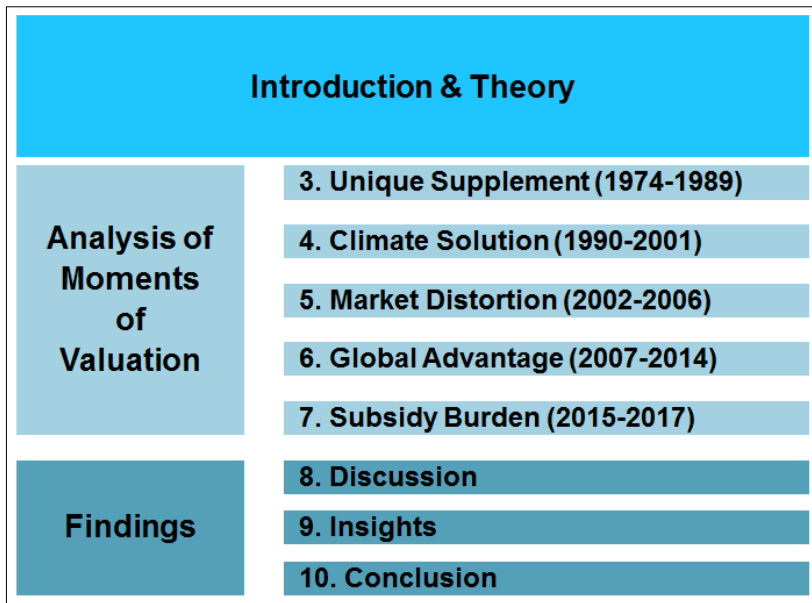 Introduction & Theory
Analysis of
Moments
of
Valuation
3. Unique Supplement (1974-1989)
4. Climate Solution (1990-2001)
5. Market Distortion (2002-2006)
6. Global Advantage (2007-2014)
7. Subsidy Burden (2015-2017)
Findings
8. Discussion
9. Insights
10. Conclusion